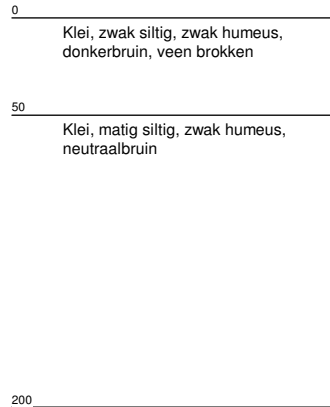 0
Klei, zwak siltig, zwak humeus,
donkerbruin, veen brokken
50
Klei, matig siltig, zwak humeus,
neutraalbruin
200